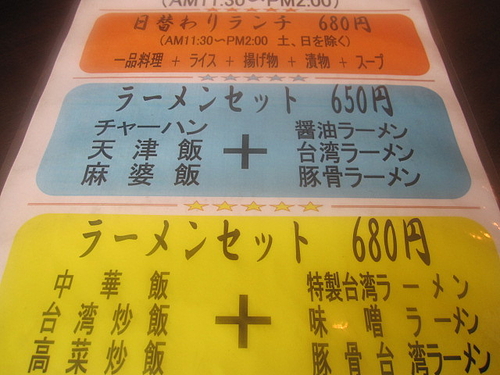 (AM11:30〜PM2:00)
日替わりランチ 680円
(AM11:30〜PM2:00 土、日を除く)
一品料理 + ライス + 揚げ物 + 漬物 + スープ
ラーメンセット 650円
チャーハン 醤油ラーメン
天津飯 + 台湾ラーメン
麻婆飯 豚骨ラーメン
ラーメンセット 680円
中華飯 特製台湾ラーメン
台湾炒飯 + 味噌ラーメン
高菜炒飯 豚骨台湾ラーメン